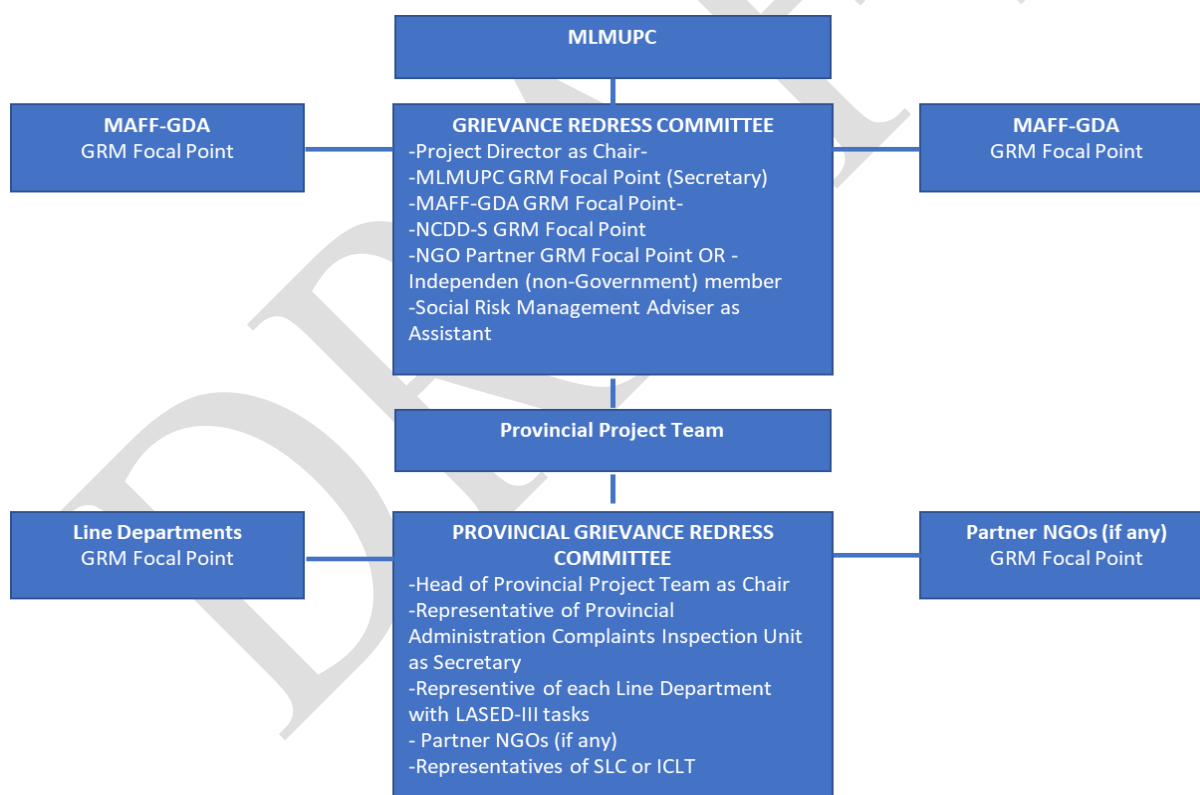 MLMUPC
MAFF-GDA
GRM Focal Point
GRIEVANCE REDRESS COMMITTEE
-Project Director as Chair-
-MLMUPC GRM Focal Point (Secretary)
-MAFF-GDA GRM Focal Point-
-NCDD-S GRM Focal Point
-NGO Partner GRM Focal Point OR -
Independen (non-Government) member
-Social Risk Management Adviser as
Assistant
MAFF-GDA
GRM Focal Point
Provincial Project Team
Line Departments
GRM Focal Point
PROVINCIAL GRIEVANCE REDRESS
COMMITTEE
-Head of Provincial Project Team as Chair
-Representative of Provincial
Administration Complaints Inspection Unit
as Secretary
-Representive of each Line Department
with LASED-III tasks
- Partner NGOs (if any)
-Representatives of SLC or ICLT
Partner NGOs (if any)
GRM Focal Point